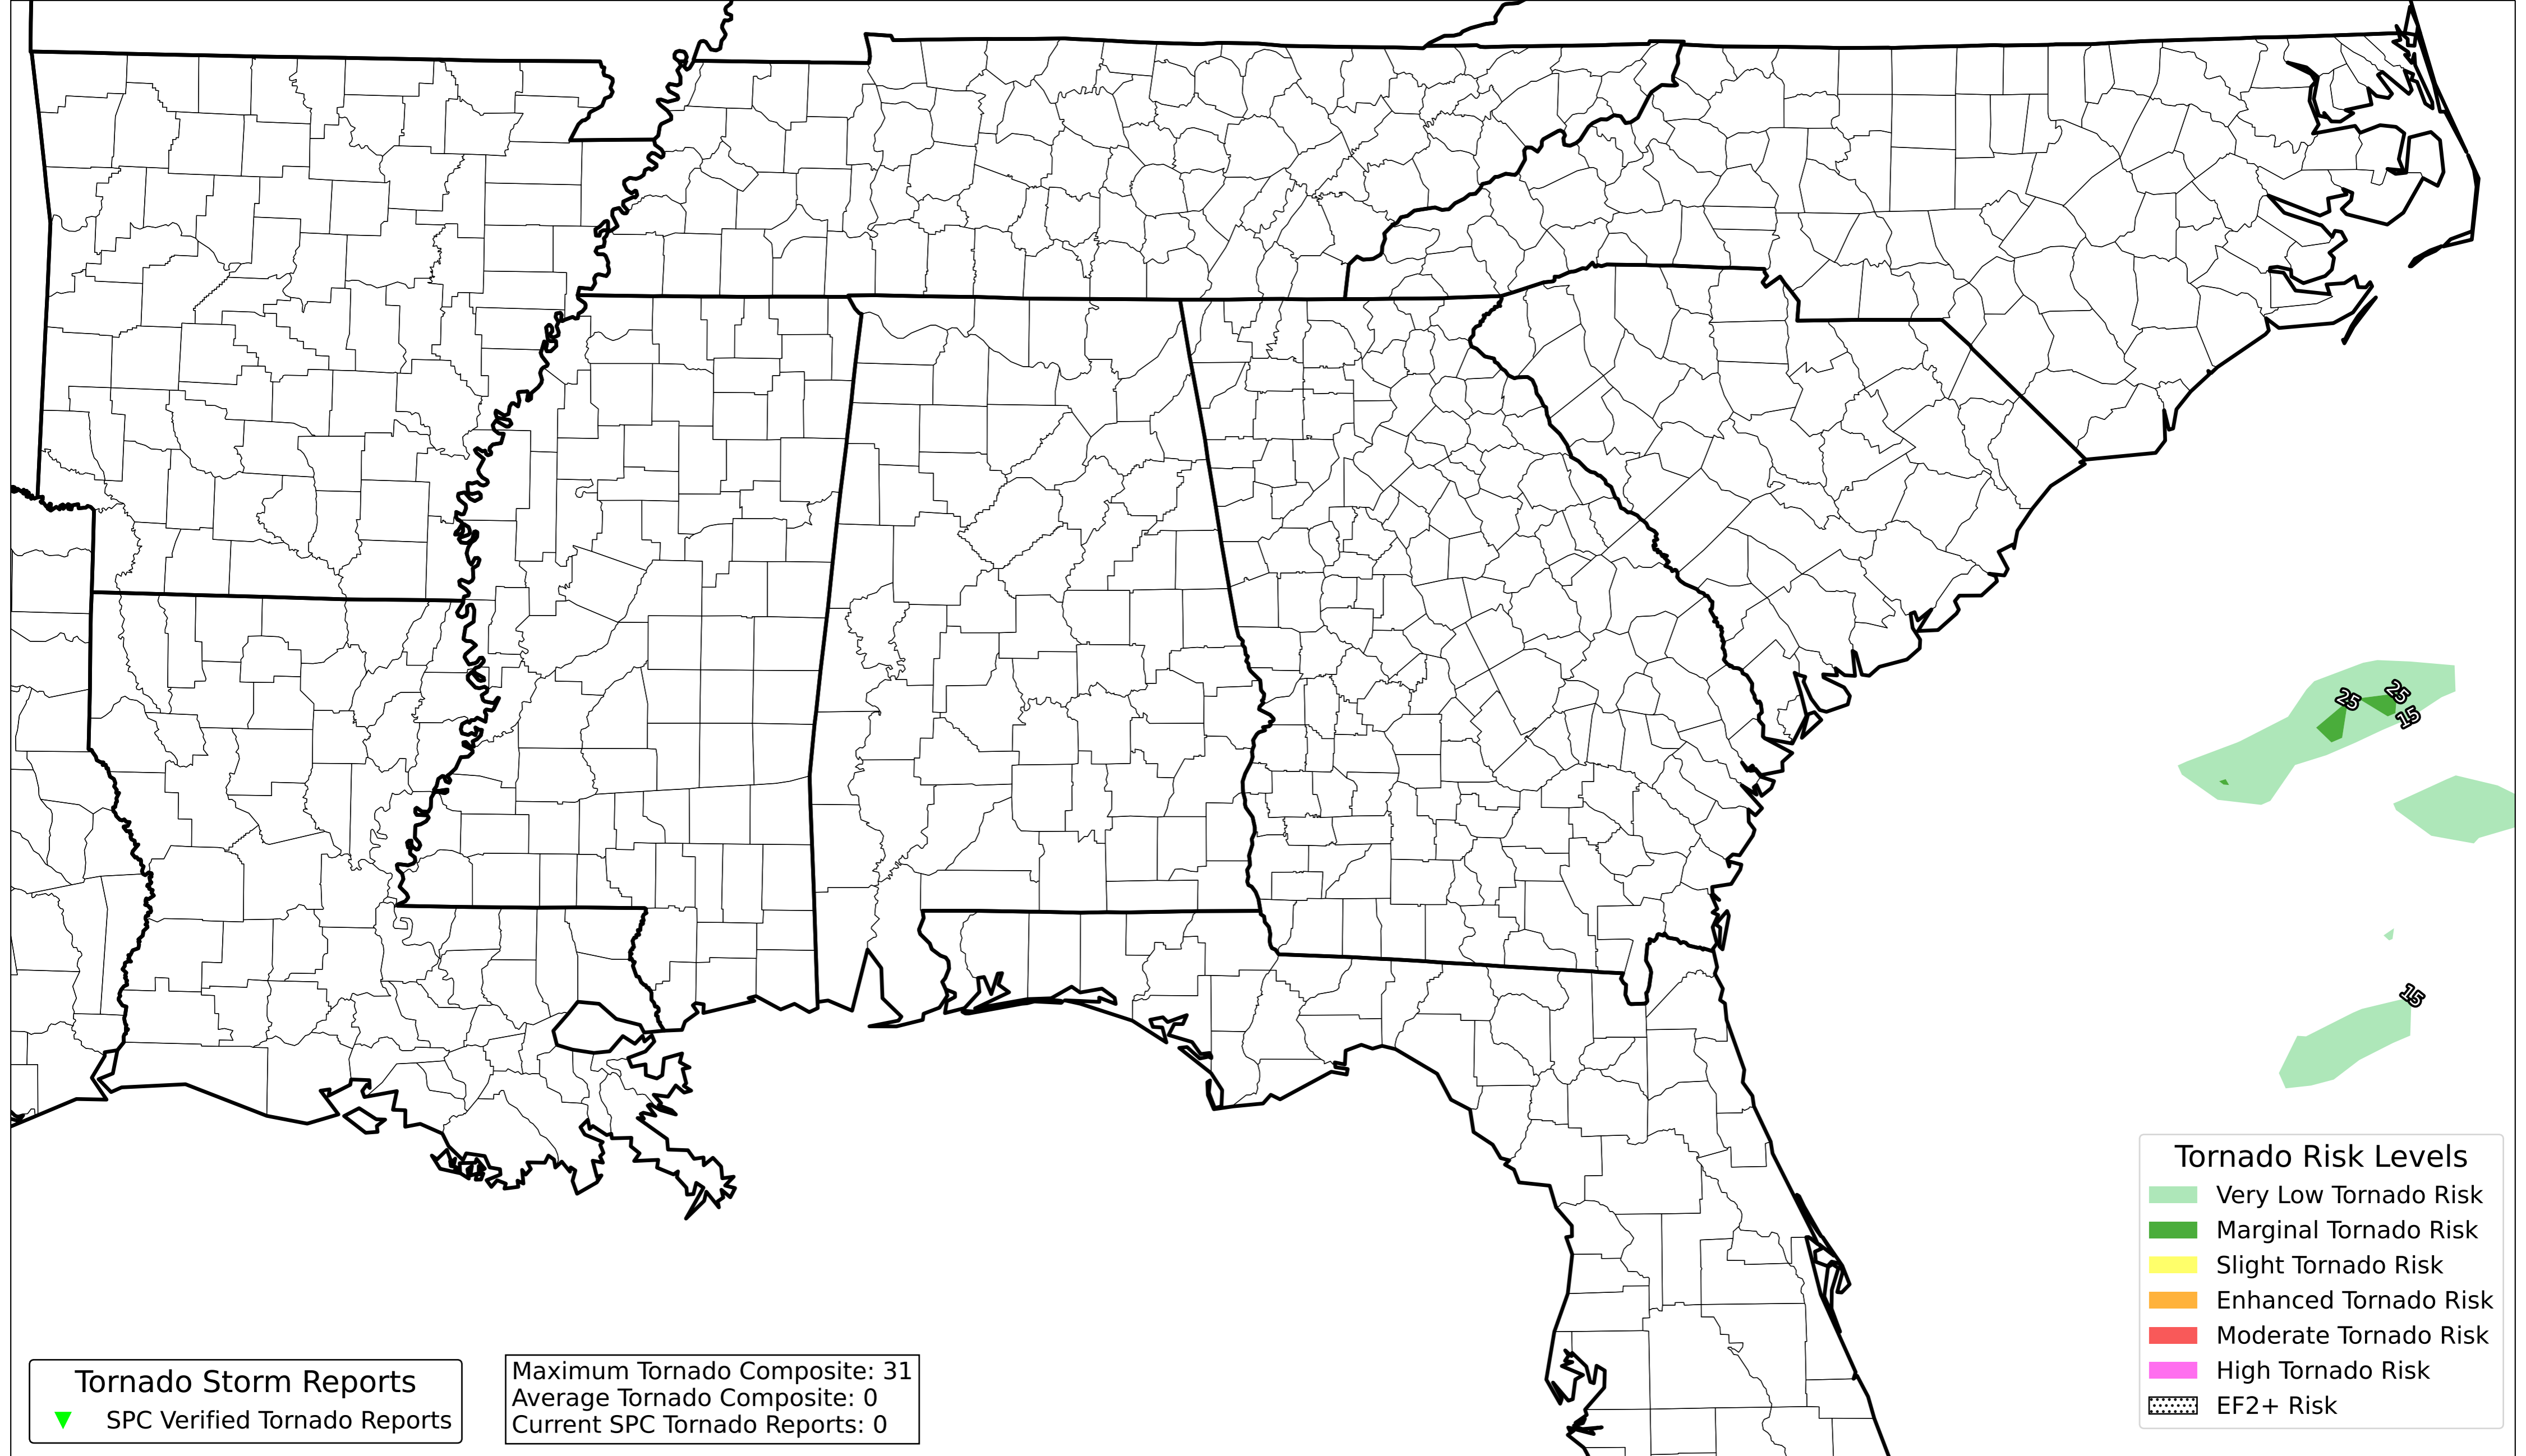 25
25
15
15
Tornado Risk Levels
Very Low Tornado Risk
Marginal Tornado Risk
Slight Tornado Risk
Enhanced Tornado Risk
Moderate Tornado Risk
High Tornado Risk
EF2+ Risk
Tornado Storm Reports
SPC Verified Tornado Reports
Maximum Tornado Composite: 31
Average Tornado Composite: 0
Current SPC Tornado Reports: 0